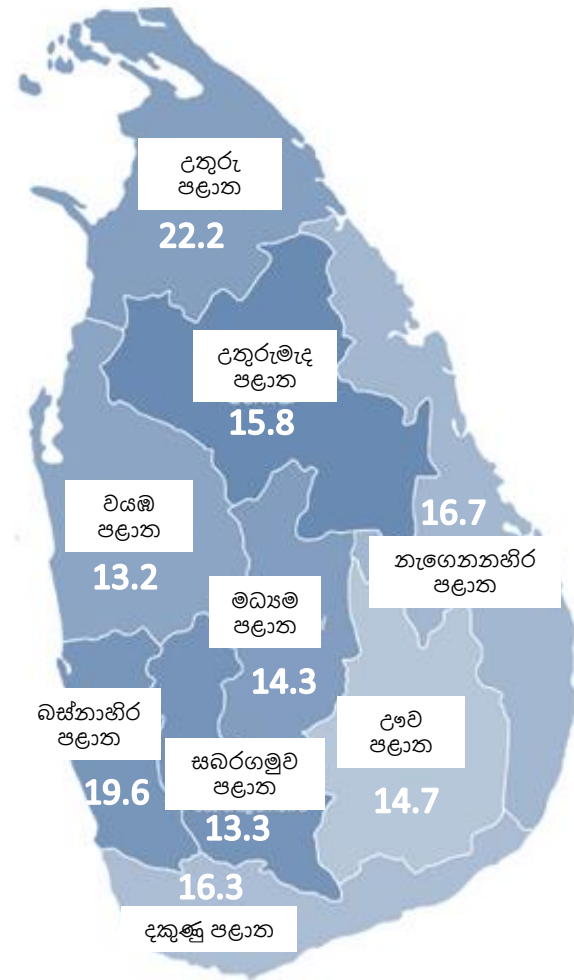 උතුරු
පළාත
22.2
උතුරුමැද
පළාත
15.8
16.7
නැගෙනනහිර
පළාත
වයඹ
පළාත
13.2
මධ්‍යම
පළාත
14.3
බස්නාහිර
පළාත
19.6
සබරගමුව
පළාත
13.3
ඌව
පළාත
14.7
16.3
දකුණු පළාත